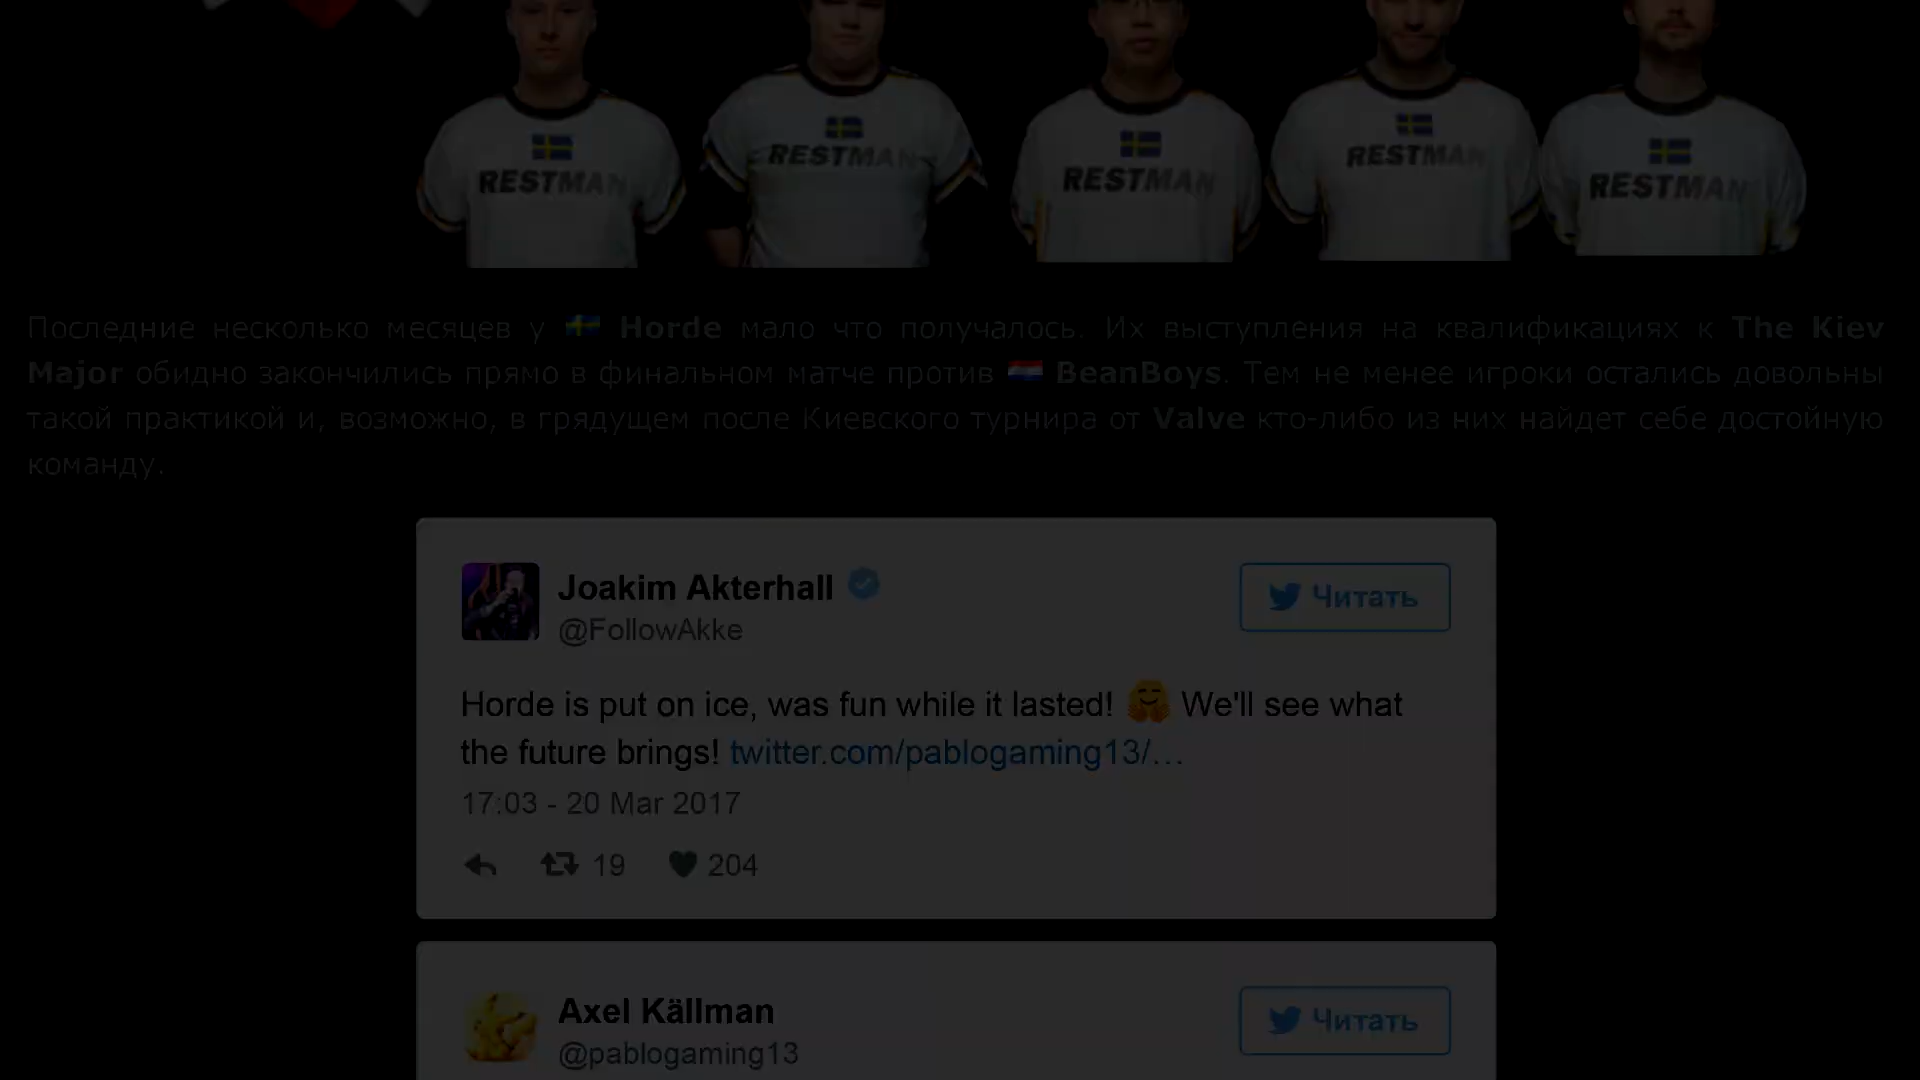 RESTMAN
RESTMAN
RESTMAN
RESTMAN
RESTMAN
Последние несколько месяцев у Horde мало что получалось. Их выступления на квалификациях к The Kiev
Major обидно закончились прямо в финальном матче против BeanBoys. Тем не менее игроки остались довольны
такой практикой и, возможно, в грядущем после Киевского турнира от Valve кто-либо из них найдет себе достойную
команду.
Joakim Akterhall
@FollowAkke
Читать
Horde is put on ice, was fun while it lasted! 🤗 We'll see what
the future brings! twitter.com/pablogaming13/…
17:03 - 20 Mar 2017
19 204
Axel Källman
@pablogaming13
Читать